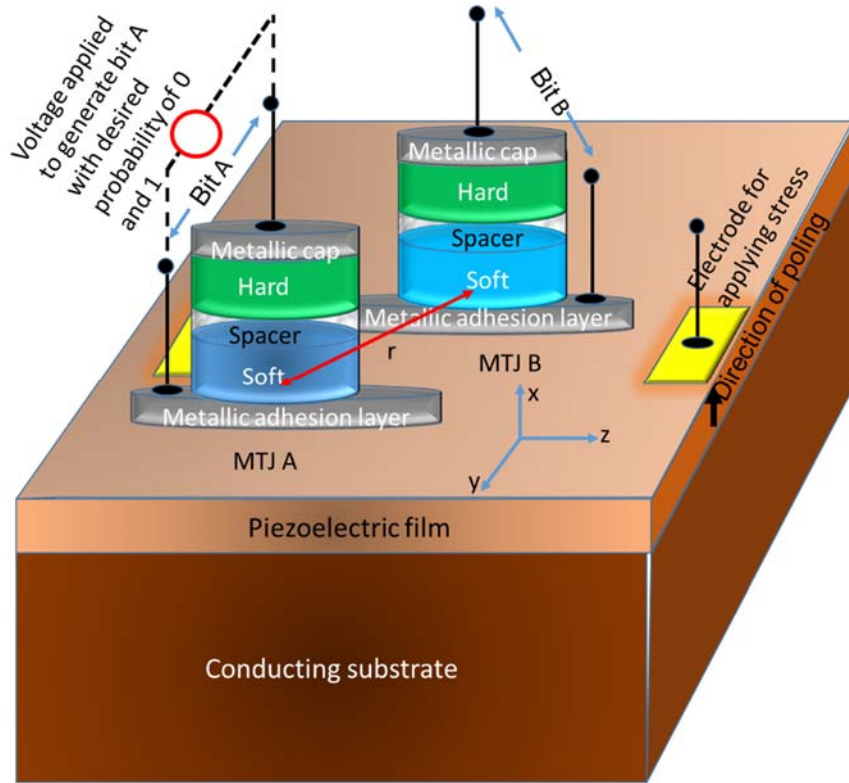 Voltage applied
to generate bit A
with desired
probability of 0
and 1
Bit A
Bit B
Metallic cap
Hard
Spacer
Soft
Metallic adhesion layer
MTJ B
Metallic cap
Hard
Spacer
Soft
Metallic adhesion layer
MTJ A
r
x
z
y
Electrode for
applying stress
Direction of poling
Piezoelectric film
Conducting substrate